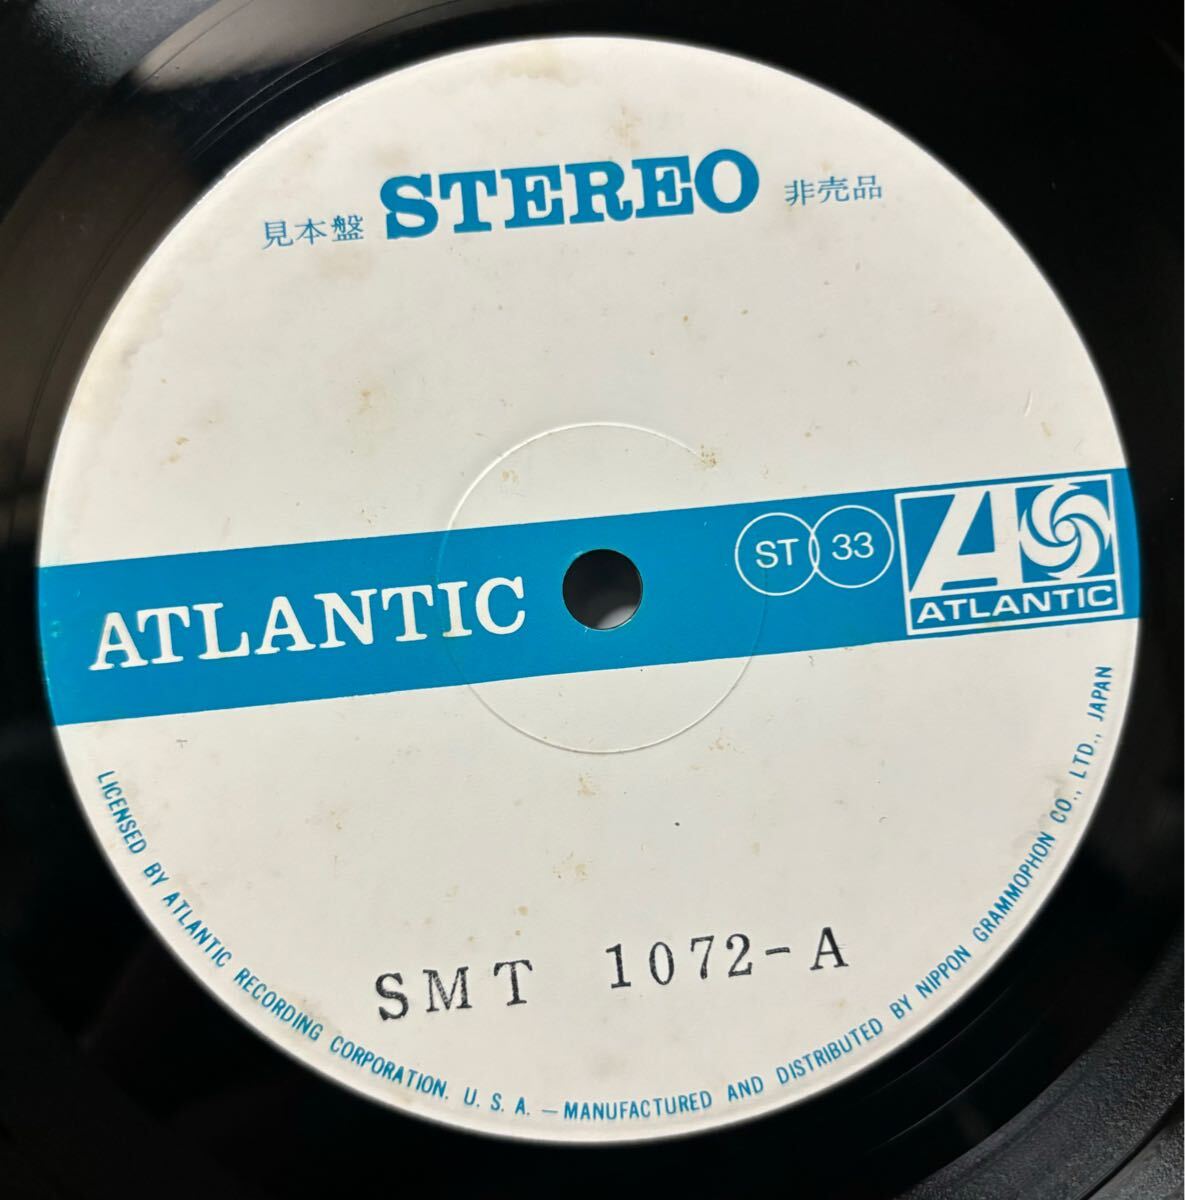 見本盤 STEREO 非売品
ST 33
ATLANTIC
ATLANTIC
SMT 1072-A
LICENSED BY ATLANTIC RECORDING CORPORATION. U. S. A. — MANUFACTURED AND DISTRIBUTED BY NIPPON GRAMMOPHON CO., LTD., JAPAN